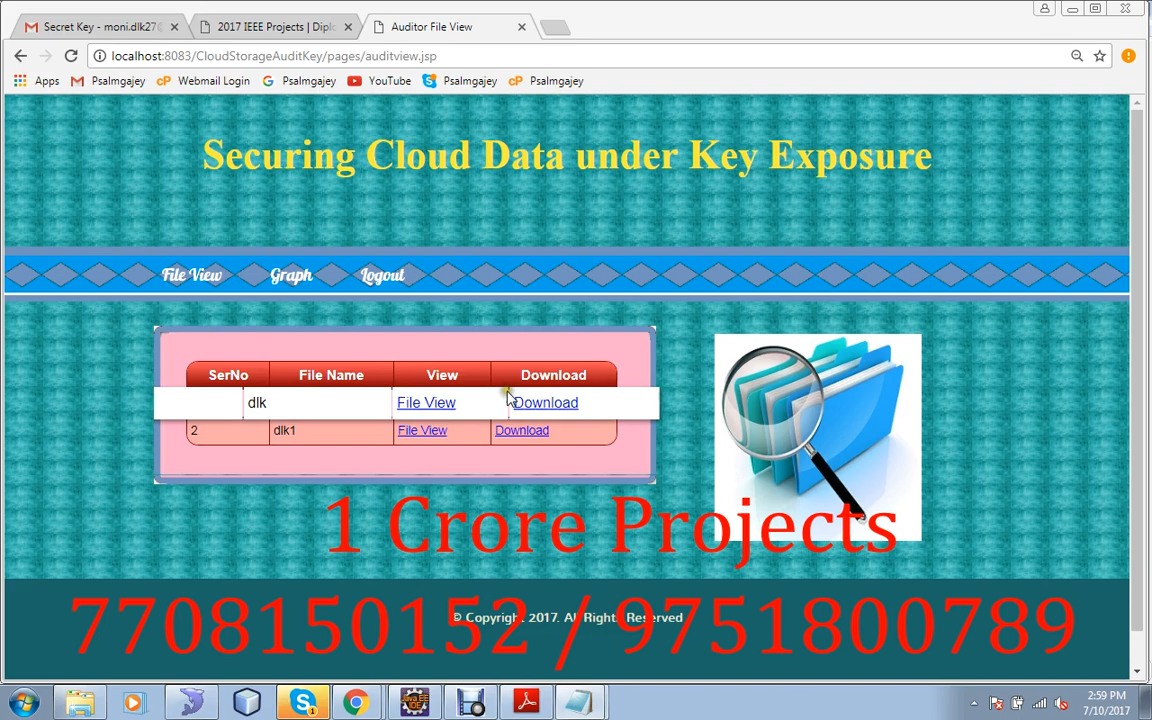 Secret Key - moni.dlk27@
2017 IEEE Projects | Diplo
Auditor File View
localhost:8083/CloudStorageAuditKey/pages/auditview.jsp
Apps
Psalmgajey
Webmail Login
Psalmgajey
YouTube
Psalmgajey
Psalmgajey
Securing Cloud Data under Key Exposure
File View
Graph
Logout
SerNo
File Name
View
Download
dlk
File View
Download
2
dlk1
File View
Download
1 Crore Projects
7708150152 / 9751800789
© Copyright 2017. All Rights Reserved
2:59 PM
7/10/2017